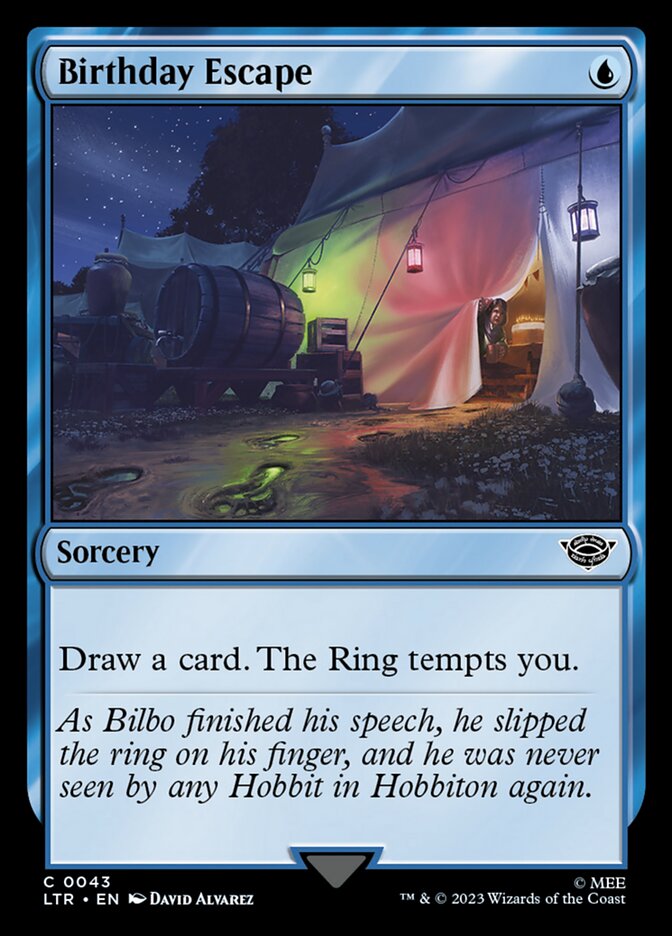 Birthday Escape
Sorcery
Draw a card. The Ring tempts you.
As Bilbo finished his speech, he slipped
the ring on his finger, and he was never
seen by any Hobbit in Hobbiton again.
C 0043
© MEE
LTR • EN David Alvarez
™ & © 2023 Wizards of the Coast